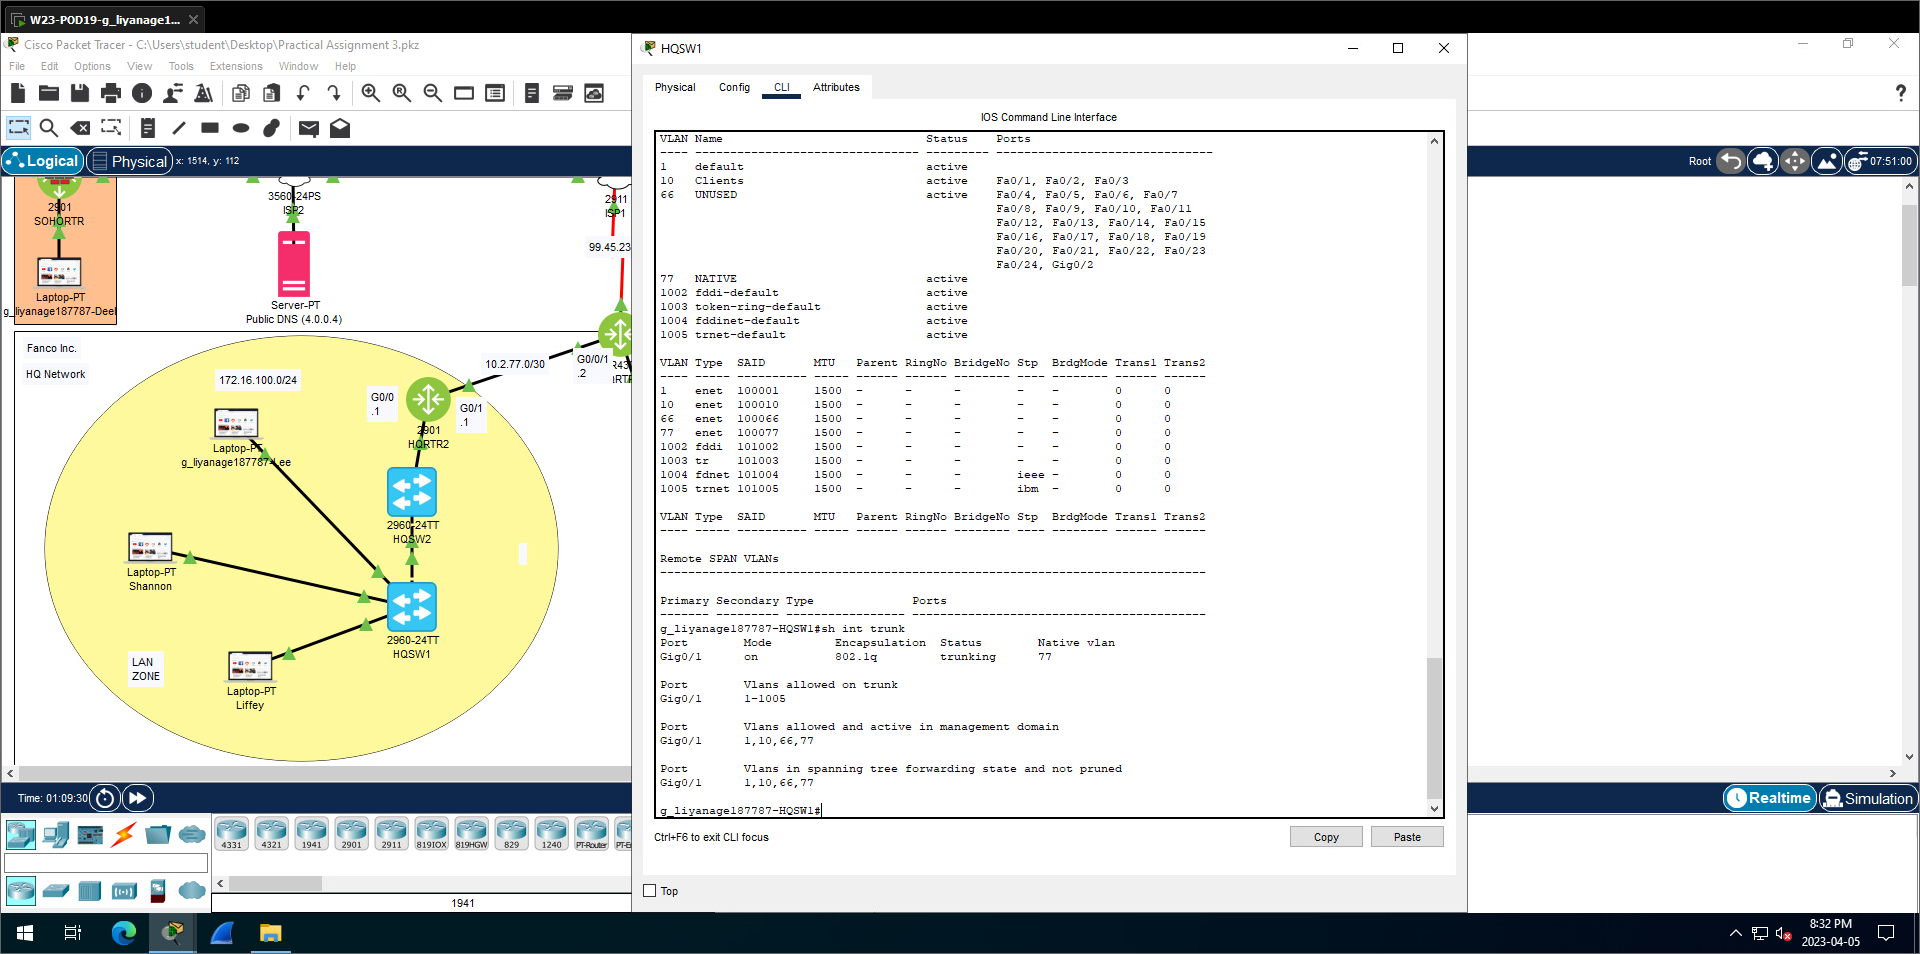 W23-POD19-g_liyanage1...
Cisco Packet Tracer - C:\Users\student\Desktop\Practical Assignment 3.pkz
File Edit Options View Tools Extensions Window Help
Logical
Physical
x: 1514, y: 112
Root
07:51:00
2901
SOHORTR
Laptop-PT
g_liyanage187787-Deel
3560-24PS
ISP2
Server-PT
Public DNS (4.0.0.4)
2911
ISP1
99.45.23
Fanco Inc.
HQ Network
172.16.100.0/24
10.2.77.0/30
G0/0/1
.2
G0/0
.1
G0/1
.1
2901
HQRTR2
Laptop-PT
g_liyanage187787-Lee
2960-24TT
HQSW2
Laptop-PT
Shannon
2960-24TT
HQSW1
LAN
ZONE
Laptop-PT
Liffey
HQSW1
Physical Config CLI Attributes
IOS Command Line Interface
VLAN Name Status Ports
---- -------------------------------- --------- -------------------------------
1 default active
10 Clients active Fa0/1, Fa0/2, Fa0/3
66 UNUSED active Fa0/4, Fa0/5, Fa0/6, Fa0/7
Fa0/8, Fa0/9, Fa0/10, Fa0/11
Fa0/12, Fa0/13, Fa0/14, Fa0/15
Fa0/16, Fa0/17, Fa0/18, Fa0/19
Fa0/20, Fa0/21, Fa0/22, Fa0/23
Fa0/24, Gig0/2
77 NATIVE active
1002 fddi-default active
1003 token-ring-default active
1004 fddinet-default active
1005 trnet-default active
VLAN Type SAID MTU Parent RingNo BridgeNo Stp BrdgMode Trans1 Trans2
---- ----- ---------- ----- ------ ------ -------- ---- -------- ------ ------
1 enet 100001 1500 - - - - - 0 0
10 enet 100010 1500 - - - - - 0 0
66 enet 100066 1500 - - - - - 0 0
77 enet 100077 1500 - - - - - 0 0
1002 fddi 101002 1500 - - - - - 0 0
1003 tr 101003 1500 - - - - - 0 0
1004 fdnet 101004 1500 - - - ieee - 0 0
1005 trnet 101005 1500 - - - ibm - 0 0
VLAN Type SAID MTU Parent RingNo BridgeNo Stp BrdgMode Trans1 Trans2
---- ----- ---------- ----- ------ ------ -------- ---- -------- ------ ------
Remote SPAN VLANs
------------------------------------------------------------------------------
Primary Secondary Type Ports
------- --------- ----------------- ------------------------------------------
g_liyanage187787-HQSW1#sh int trunk
Port Mode Encapsulation Status Native vlan
Gig0/1 on 802.1q trunking 77
Port Vlans allowed on trunk
Gig0/1 1-1005
Port Vlans allowed and active in management domain
Gig0/1 1,10,66,77
Port Vlans in spanning tree forwarding state and not pruned
Gig0/1 1,10,66,77
g_liyanage187787-HQSW1#
Ctrl+F6 to exit CLI focus
Copy
Paste
Top
Time: 01:09:30
Realtime
Simulation
4331 4321 1941 2901 2911 819IOX 819HGW 829 1240 PT-Router
1941
8:32 PM
2023-04-05